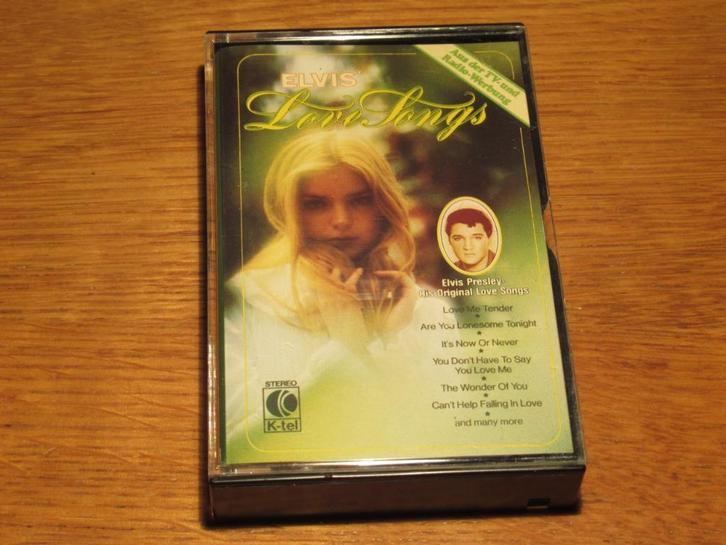 Aus der TV- und
Radio-Werbung
ELVIS
Love Songs
Elvis Presley
His Original Love Songs
Love Me Tender
Are You Lonesome Tonight
It's Now Or Never
You Don't Have To Say
You Love Me
The Wonder Of You
Can't Help Falling In Love
and many more
STEREO
K
K-tel